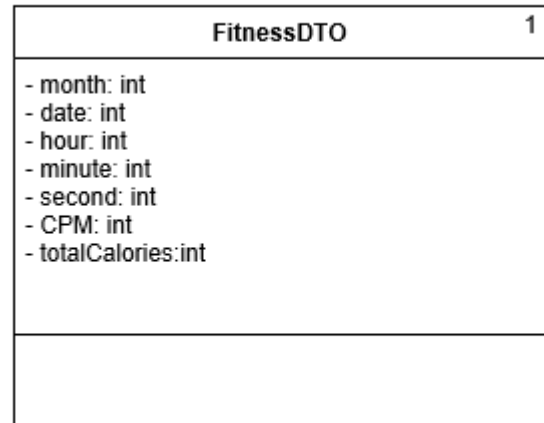 FitnessDTO 1
- month: int
- date: int
- hour: int
- minute: int
- second: int
- CPM: int
- totalCalories:int